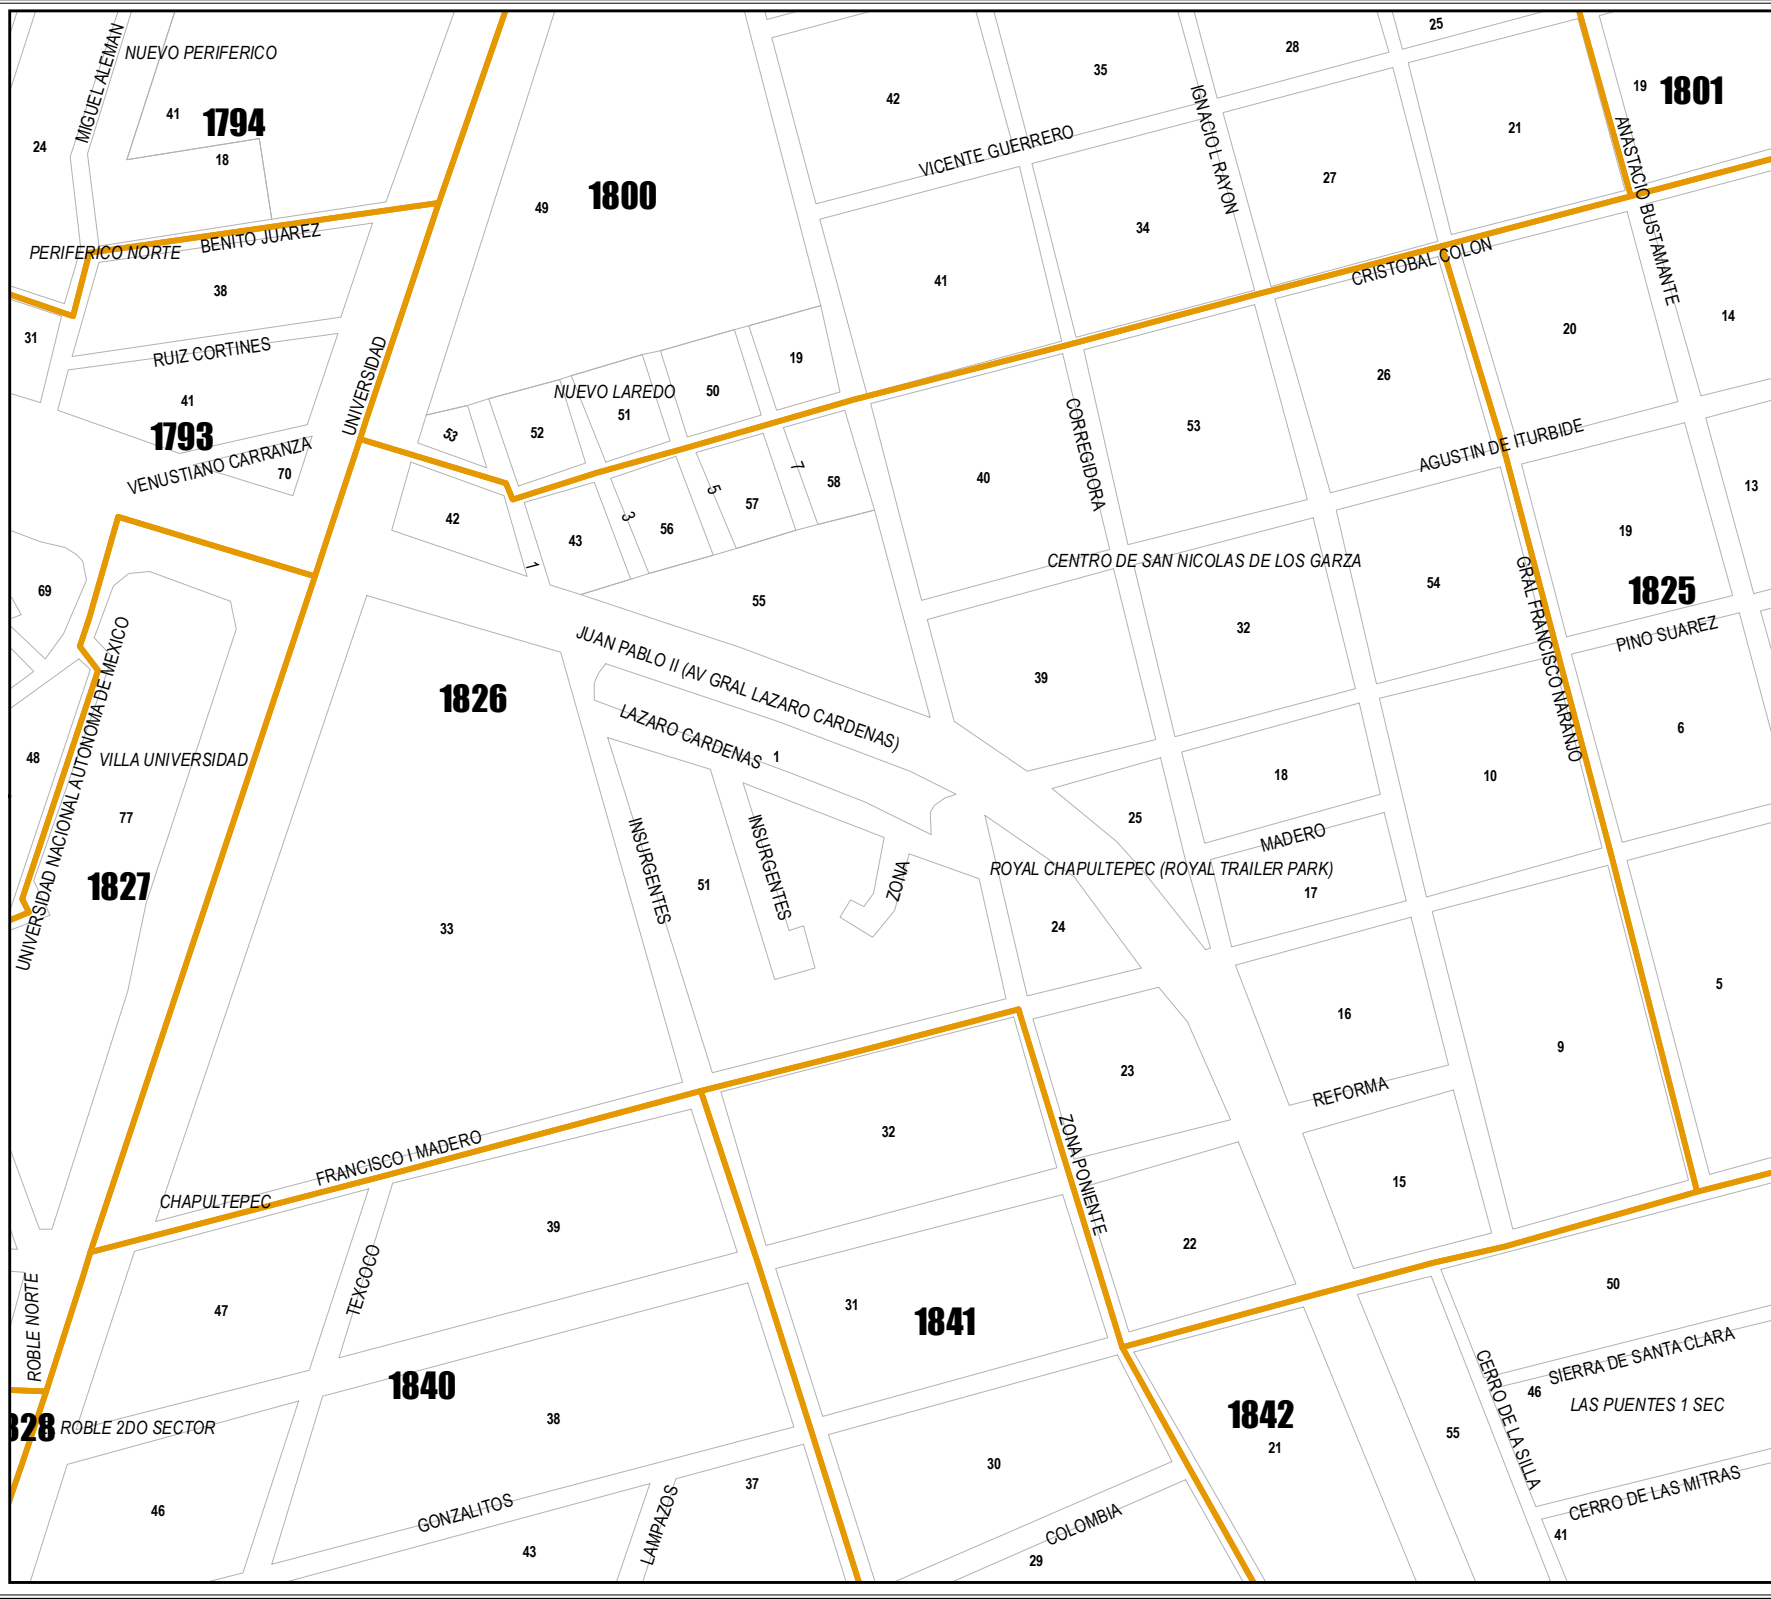 25
28
NUEVO PERIFERICO
MIGUEL ALEMAN
35
19
1801
IGNACIO L RAYON
42
41
1794
21
ANASTACIO BUSTAMANTE
24
18
VICENTE GUERRERO
27
1800
49
34
PERIFERICO NORTE
BENITO JUAREZ
CRISTOBAL COLON
41
38
14
20
31
RUIZ CORTINES
19
UNIVERSIDAD
26
NUEVO LAREDO
50
41
51
CORREGIDORA
53
1793
52
53
AGUSTIN DE ITURBIDE
VENUSTIANO CARRANZA
70
7
40
58
5
13
57
42
3
56
19
43
1
CENTRO DE SAN NICOLAS DE LOS GARZA
GRAL FRANCISCO NARANJO
54
69
1825
55
32
PINO SUAREZ
UNIVERSIDAD NACIONAL AUTONOMA DE MEXICO
JUAN PABLO II (AV GRAL LAZARO CARDENAS)
39
1826
LAZARO CARDENAS
6
1
48
VILLA UNIVERSIDAD
18
10
77
INSURGENTES
INSURGENTES
25
MADERO
ROYAL CHAPULTEPEC (ROYAL TRAILER PARK)
ZONA
1827
51
17
33
24
5
16
9
23
REFORMA
32
FRANCISCO I MADERO
ZONA PONIENTE
15
CHAPULTEPEC
39
22
TEXCOCO
ROBLE NORTE
47
50
31
1841
SIERRA DE SANTA CLARA
CERRO DE LA SILLA
1840
46
LAS PUENTES 1 SEC
1842
38
828
ROBLE 2DO SECTOR
55
21
30
37
CERRO DE LAS MITRAS
46
GONZALITOS
LAMPAZOS
COLOMBIA
41
43
29